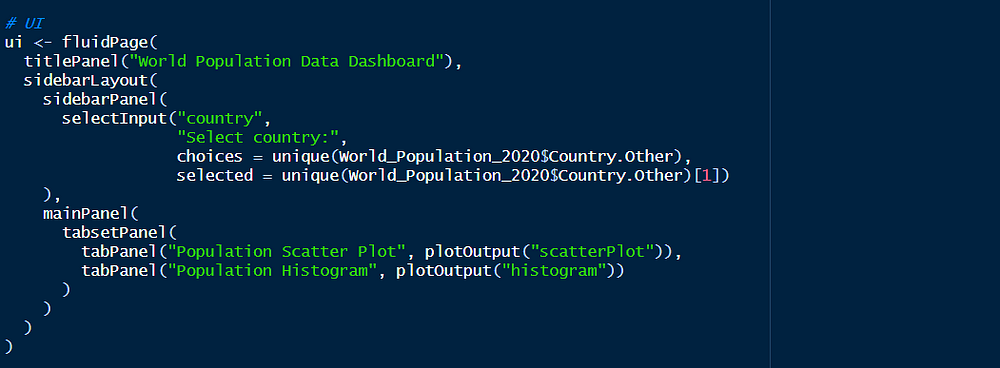 # UI
ui <- fluidPage(
  titlePanel("World Population Data Dashboard"),
  sidebarLayout(
    sidebarPanel(
      selectInput("country",
                  "Select country:",
                  choices = unique(World_Population_2020$Country.Other),
                  selected = unique(World_Population_2020$Country.Other)[1])
    ),
    mainPanel(
      tabsetPanel(
        tabPanel("Population Scatter Plot", plotOutput("scatterPlot")),
        tabPanel("Population Histogram", plotOutput("histogram"))
      )
    )
  )
)